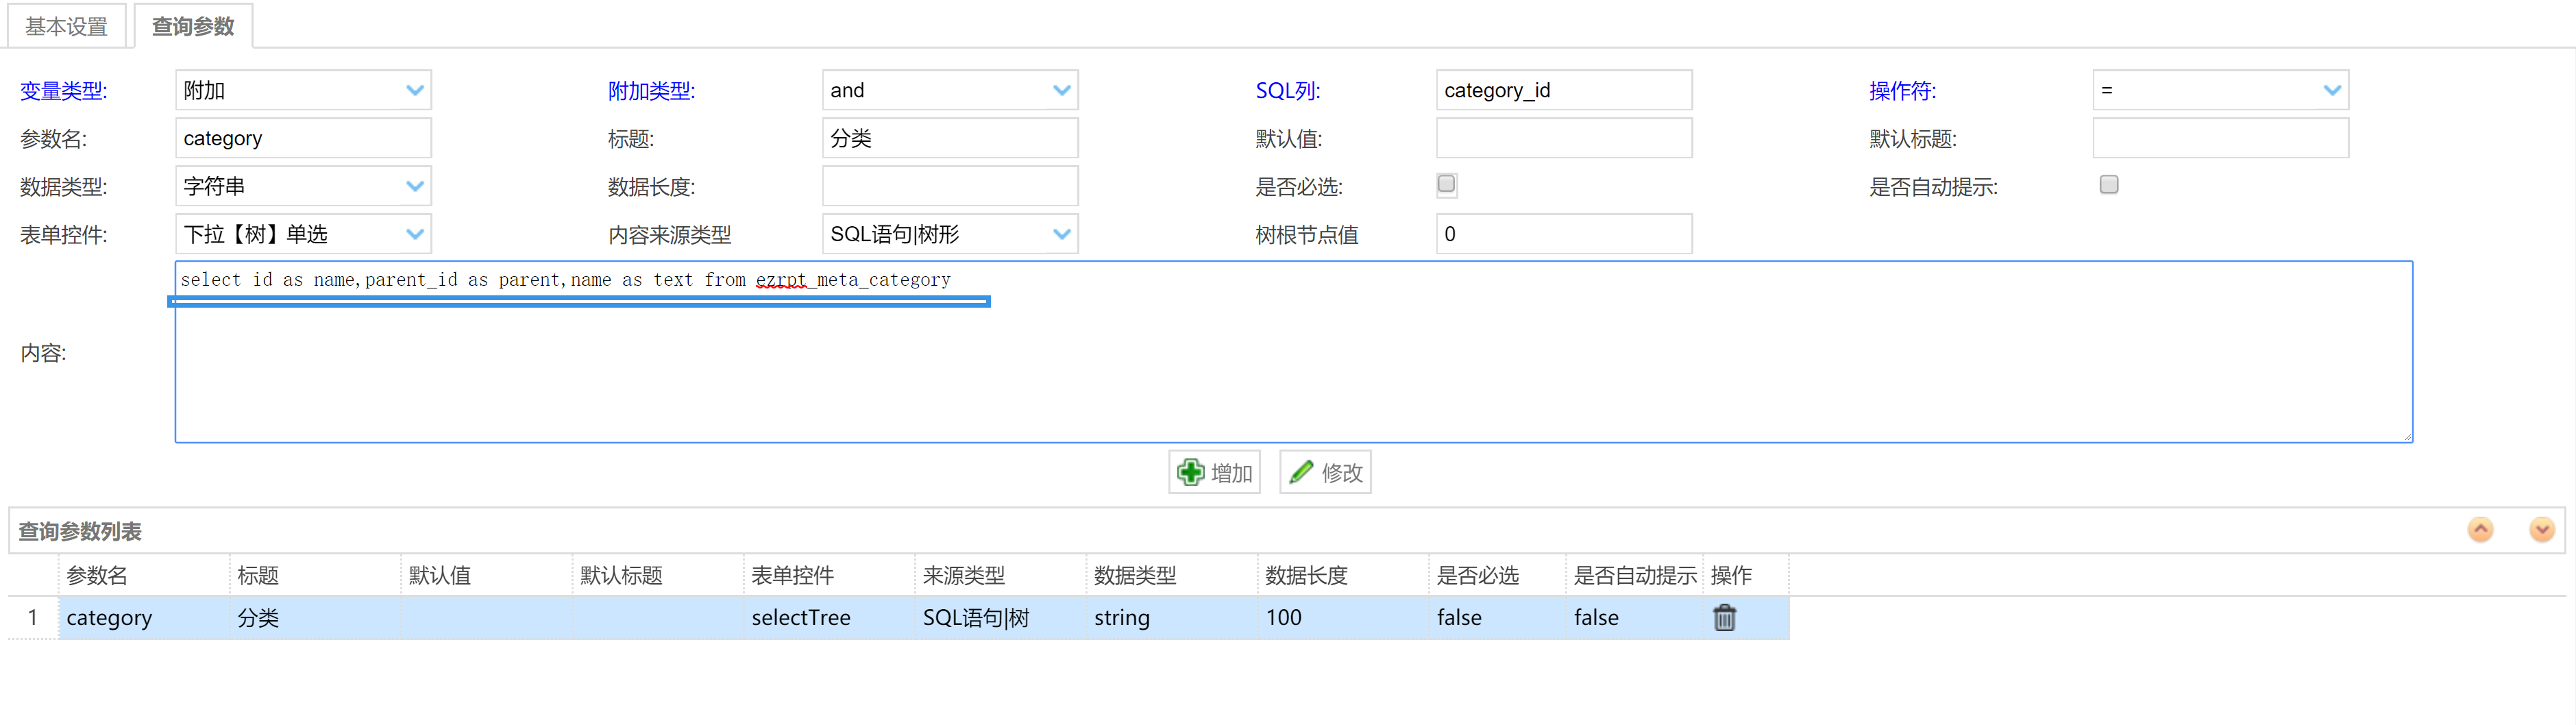 基本设置 查询参数
变量类型: 附加 附加类型: and SQL列: category_id 操作符: =
参数名: category 标题: 分类 默认值: 默认标题:
数据类型: 字符串 数据长度: 是否必选: 是否自动提示:
表单控件: 下拉【树】单选 内容来源类型 SQL语句|树形 树根节点值 0
内容: select id as name,parent_id as parent,name as text from ezrpt_meta_category
增加 修改
查询参数列表
参数名 标题 默认值 默认标题 表单控件 来源类型 数据类型 数据长度 是否必选 是否自动提示 操作
1 category 分类 selectTree SQL语句|树 string 100 false false